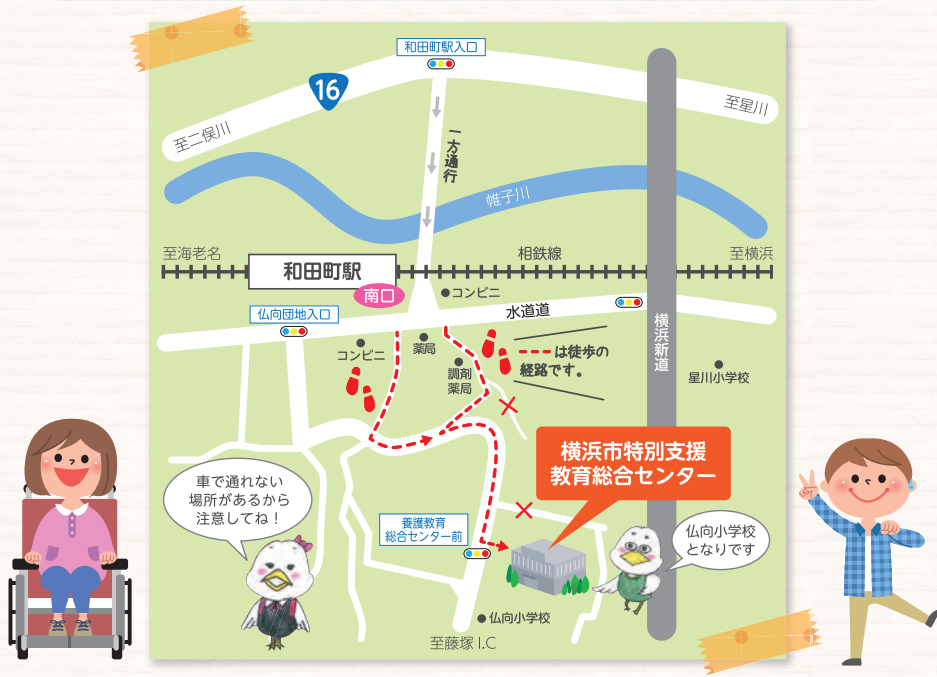 和田町駅入口
16
至二俣川
至星川
一方通行
帷子川
至海老名
相鉄線
至横浜
和田町駅
南口
コンビニ
仏向団地入口
水道道
薬局
コンビニ
調剤
薬局
は徒歩の
経路です。
横浜新道
星川小学校
横浜市特別支援
教育総合センター
車で通れない
場所があるから
注意してね！
養護教育
総合センター前
仏向小学校
となりです
仏向小学校
至藤塚 I.C